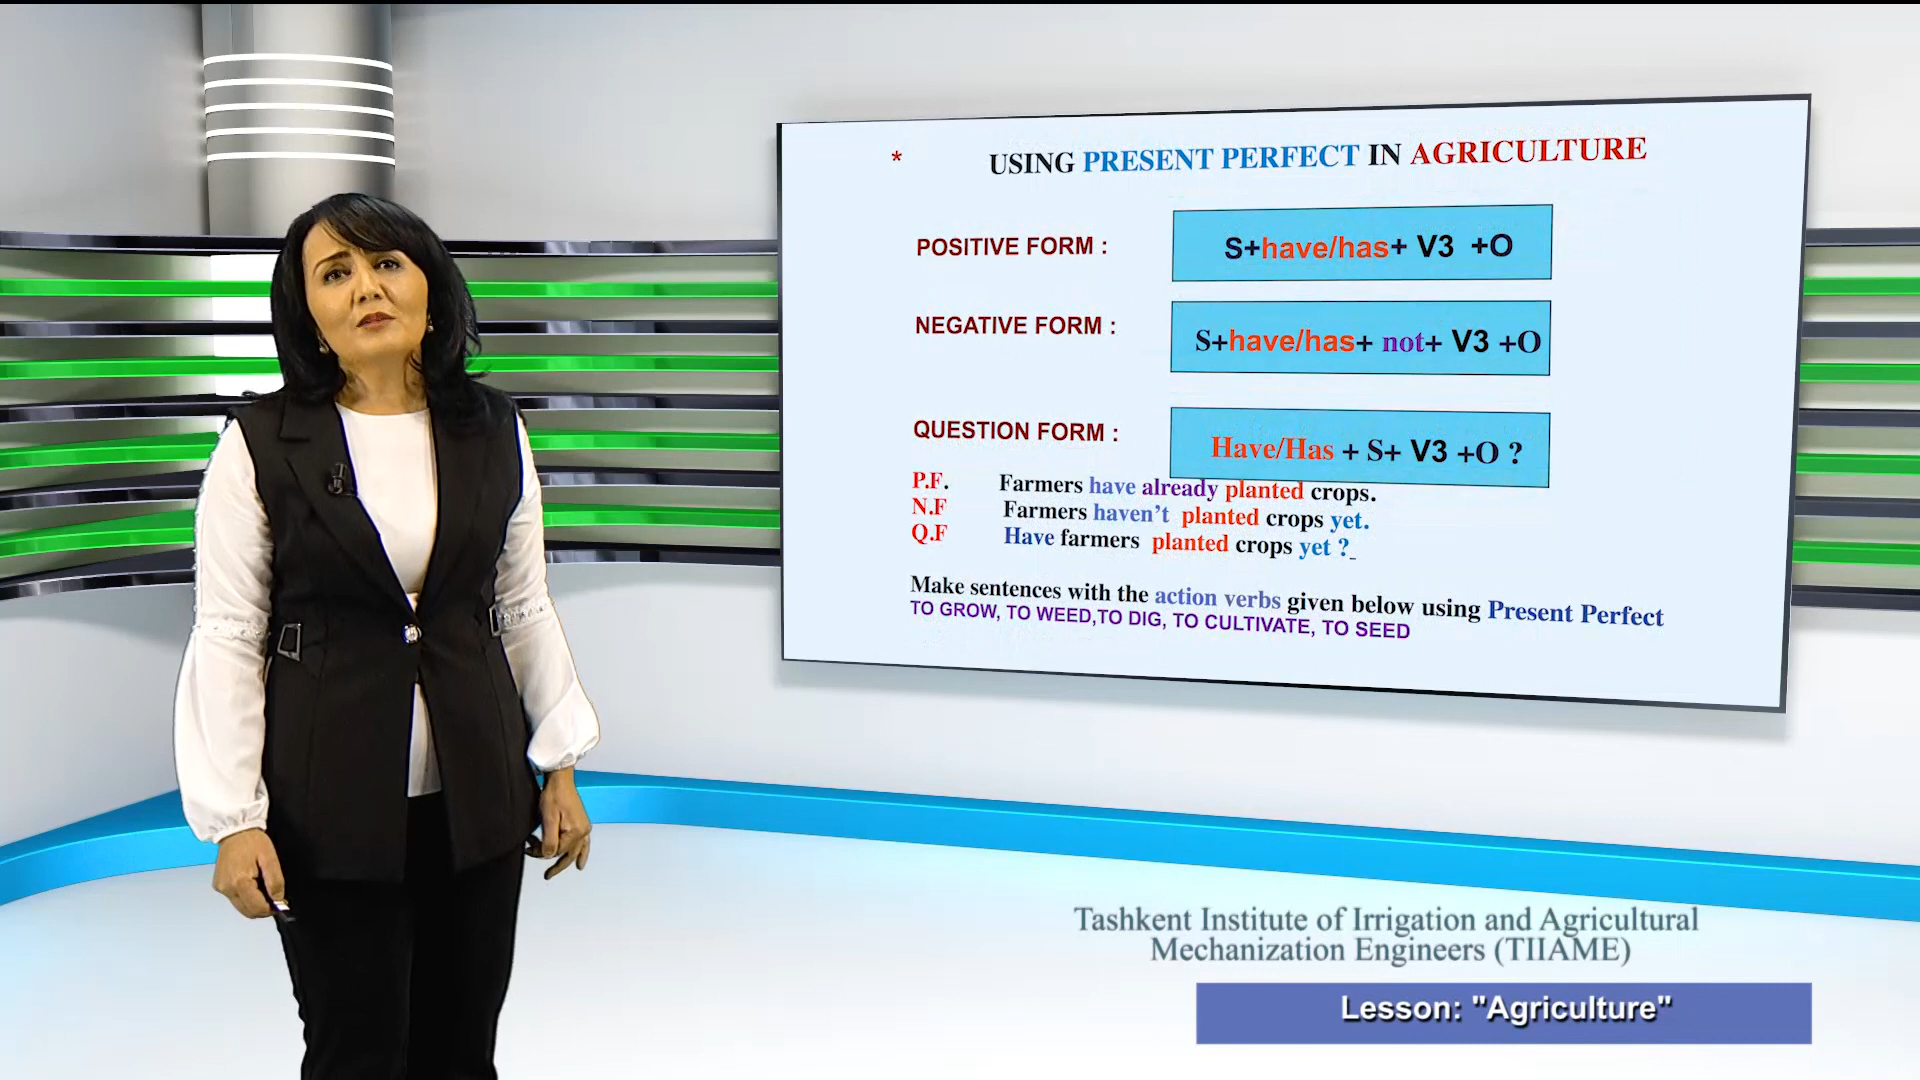 * USING PRESENT PERFECT IN AGRICULTURE
POSITIVE FORM : S+have/has+ V3 +O
NEGATIVE FORM : S+have/has+ not+ V3 +O
QUESTION FORM : Have/Has + S+ V3 +O ?
P.F. Farmers have already planted crops.
N.F Farmers haven't planted crops yet.
Q.F Have farmers planted crops yet ?_
Make sentences with the action verbs given below using Present Perfect
TO GROW, TO WEED,TO DIG, TO CULTIVATE, TO SEED
Tashkent Institute of Irrigation and Agricultural
Mechanization Engineers (TIIAME)
Lesson: "Agriculture"